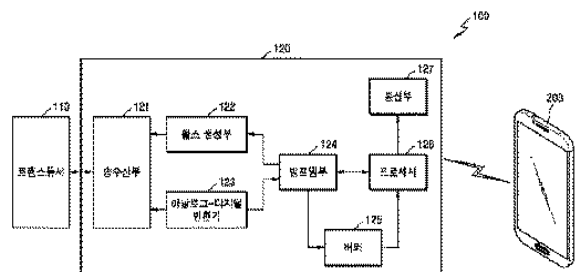 100
120
127
110
121
122
통신부
200
펄스 생성부
124
126
트랜스듀서
송수신부
빔포밍부
프로세서
123
아날로그-디지털
변환기
125
버퍼